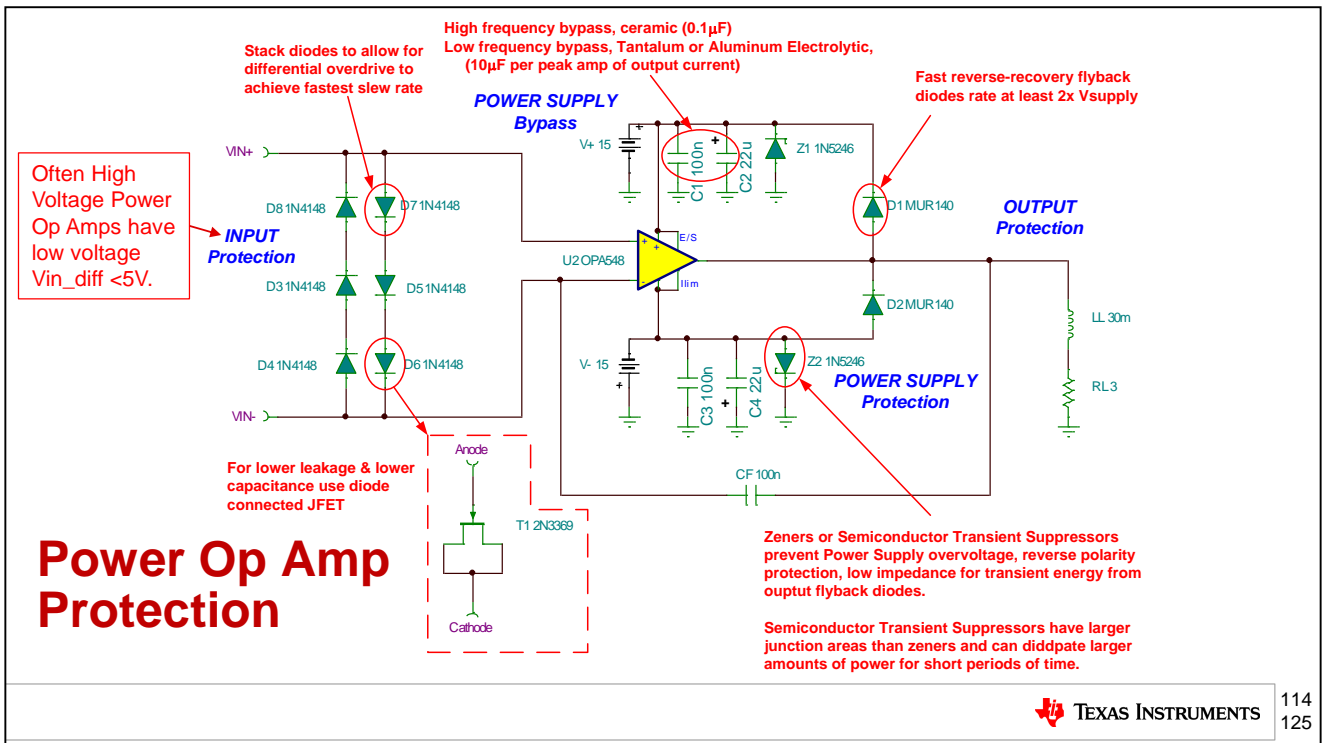 High frequency bypass, ceramic (0.1µF)
Low frequency bypass, Tantalum or Aluminum Electrolytic,
(10µF per peak amp of output current)
Stack diodes to allow for
differential overdrive to
achieve fastest slew rate
POWER SUPPLY
Bypass
Fast reverse-recovery flyback
diodes rate at least 2x Vsupply
VIN+
V+ 15
C1 100n
+
C2 22u
Z1 1N5246
Often High
Voltage Power
Op Amps have
low voltage
Vin_diff <5V.
INPUT
Protection
D8 1N4148
D7 1N4148
D3 1N4148
D5 1N4148
D4 1N4148
D6 1N4148
VIN-
D1 MUR140
OUTPUT
Protection
+
+
-
E/S
U2 OPA548
Ilim
D2 MUR140
LL 30m
RL 3
V- 15
+
C3 100n
C4 22u
+
Z2 1N5246
POWER SUPPLY
Protection
CF 100n
For lower leakage & lower
capacitance use diode
connected JFET
Anode
T1 2N3369
Cathode
Power Op Amp
Protection
Zeners or Semiconductor Transient Suppressors
prevent Power Supply overvoltage, reverse polarity
protection, low impedance for transient energy from
ouptut flyback diodes.
Semiconductor Transient Suppressors have larger
junction areas than zeners and can diddpate larger
amounts of power for short periods of time.
TEXAS INSTRUMENTS
114
125